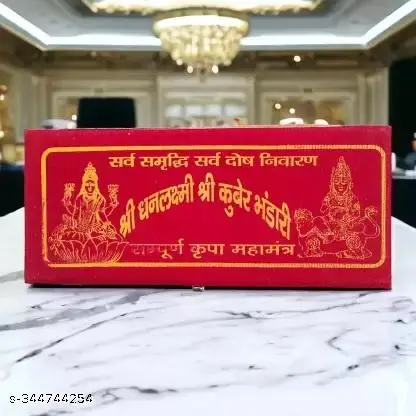 सर्व समृद्धि सर्व दोष निवारण
श्री धनलक्ष्मी श्री कुबेर भंडारी
सम्पूर्ण कृपा महामंत्र
s-344744254